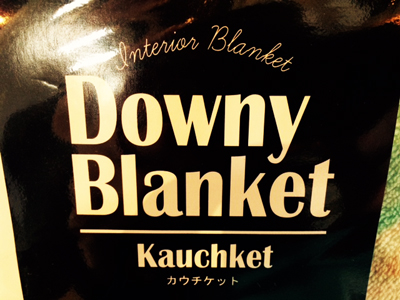 Interior Blanket
Downy
Blanket
Kauchket
カウチケット